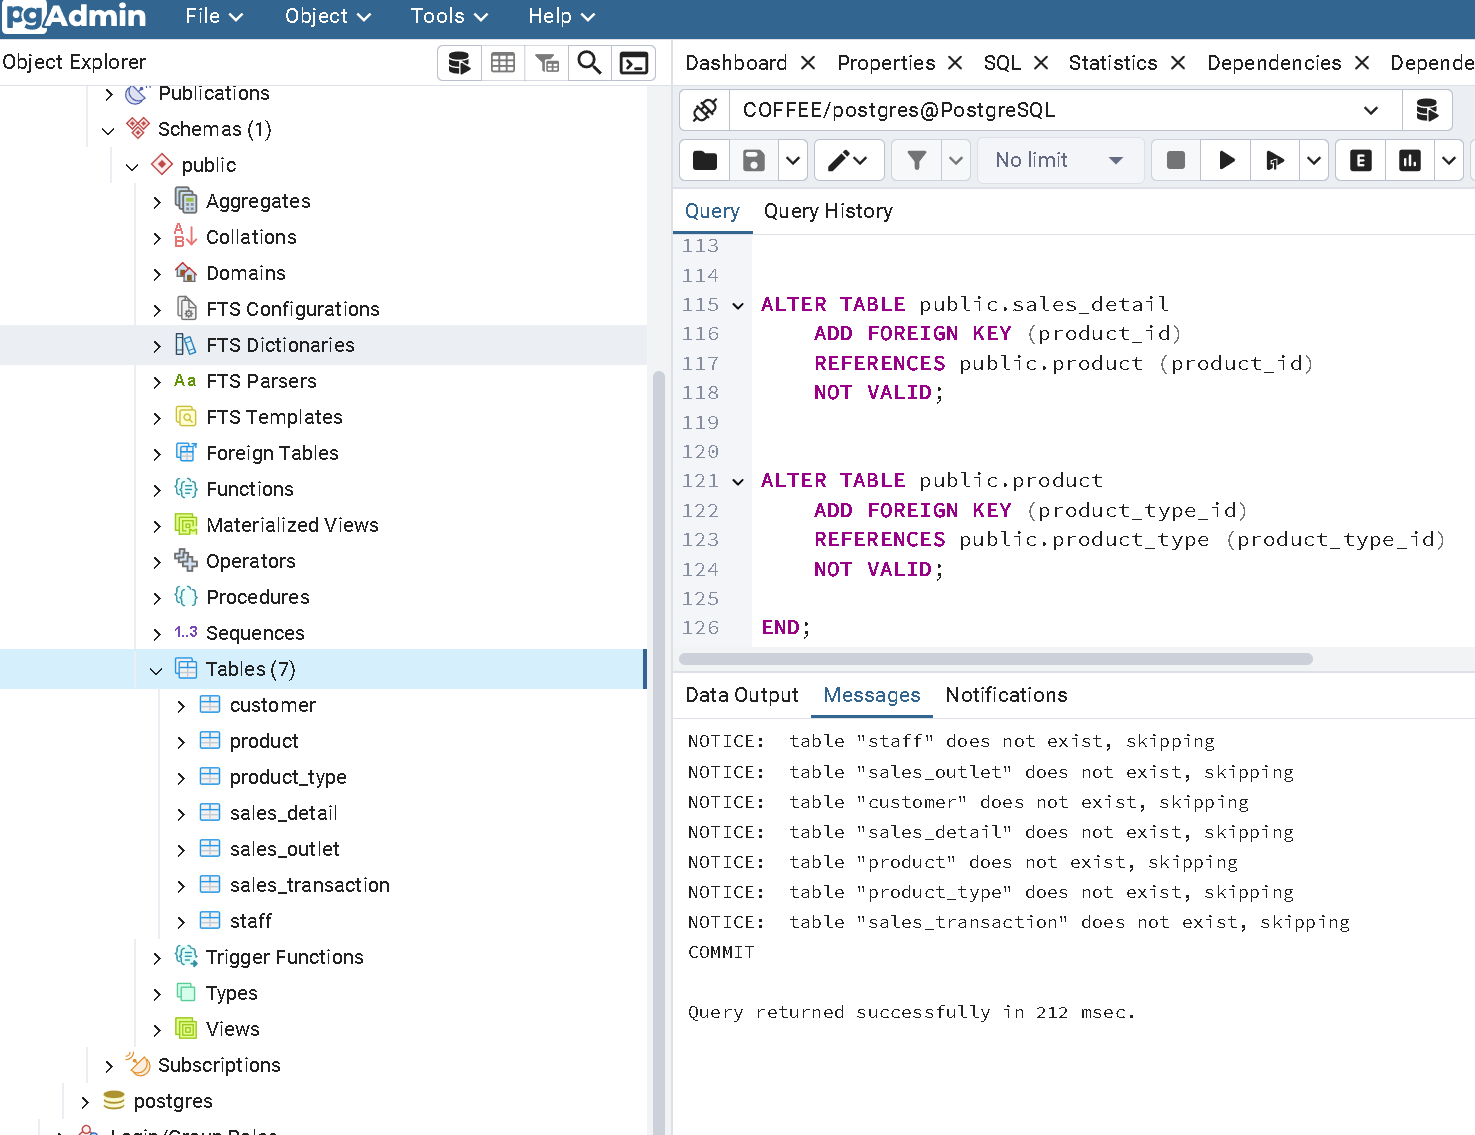 pgAdmin File Object Tools Help
Object Explorer
Publications
Schemas (1)
public
Aggregates
Collations
Domains
FTS Configurations
FTS Dictionaries
Aa FTS Parsers
FTS Templates
Foreign Tables
Functions
Materialized Views
Operators
Procedures
1..3 Sequences
Tables (7)
customer
product
product_type
sales_detail
sales_outlet
sales_transaction
staff
Trigger Functions
Types
Views
Subscriptions
postgres
Login/Group Roles
Dashboard Properties SQL Statistics Dependencies Depende
COFFEE/postgres@PostgreSQL
No limit E
Query Query History
113
114
115 ALTER TABLE public.sales_detail
116 ADD FOREIGN KEY (product_id)
117 REFERENCES public.product (product_id)
118 NOT VALID;
119
120
121 ALTER TABLE public.product
122 ADD FOREIGN KEY (product_type_id)
123 REFERENCES public.product_type (product_type_id)
124 NOT VALID;
125
126 END;
Data Output Messages Notifications
NOTICE: table "staff" does not exist, skipping
NOTICE: table "sales_outlet" does not exist, skipping
NOTICE: table "customer" does not exist, skipping
NOTICE: table "sales_detail" does not exist, skipping
NOTICE: table "product" does not exist, skipping
NOTICE: table "product_type" does not exist, skipping
NOTICE: table "sales_transaction" does not exist, skipping
COMMIT
Query returned successfully in 212 msec.